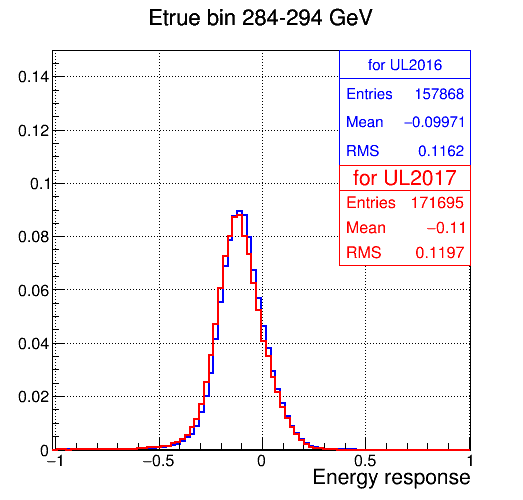 Etrue bin 284-294 GeV
for UL2016
Entries 157868
Mean −0.09971
RMS 0.1162
for UL2017
Entries 171695
Mean −0.11
RMS 0.1197
0.14
0.12
0.1
0.08
0.06
0.04
0.02
0
−1 −0.5 0 0.5 1
Energy response